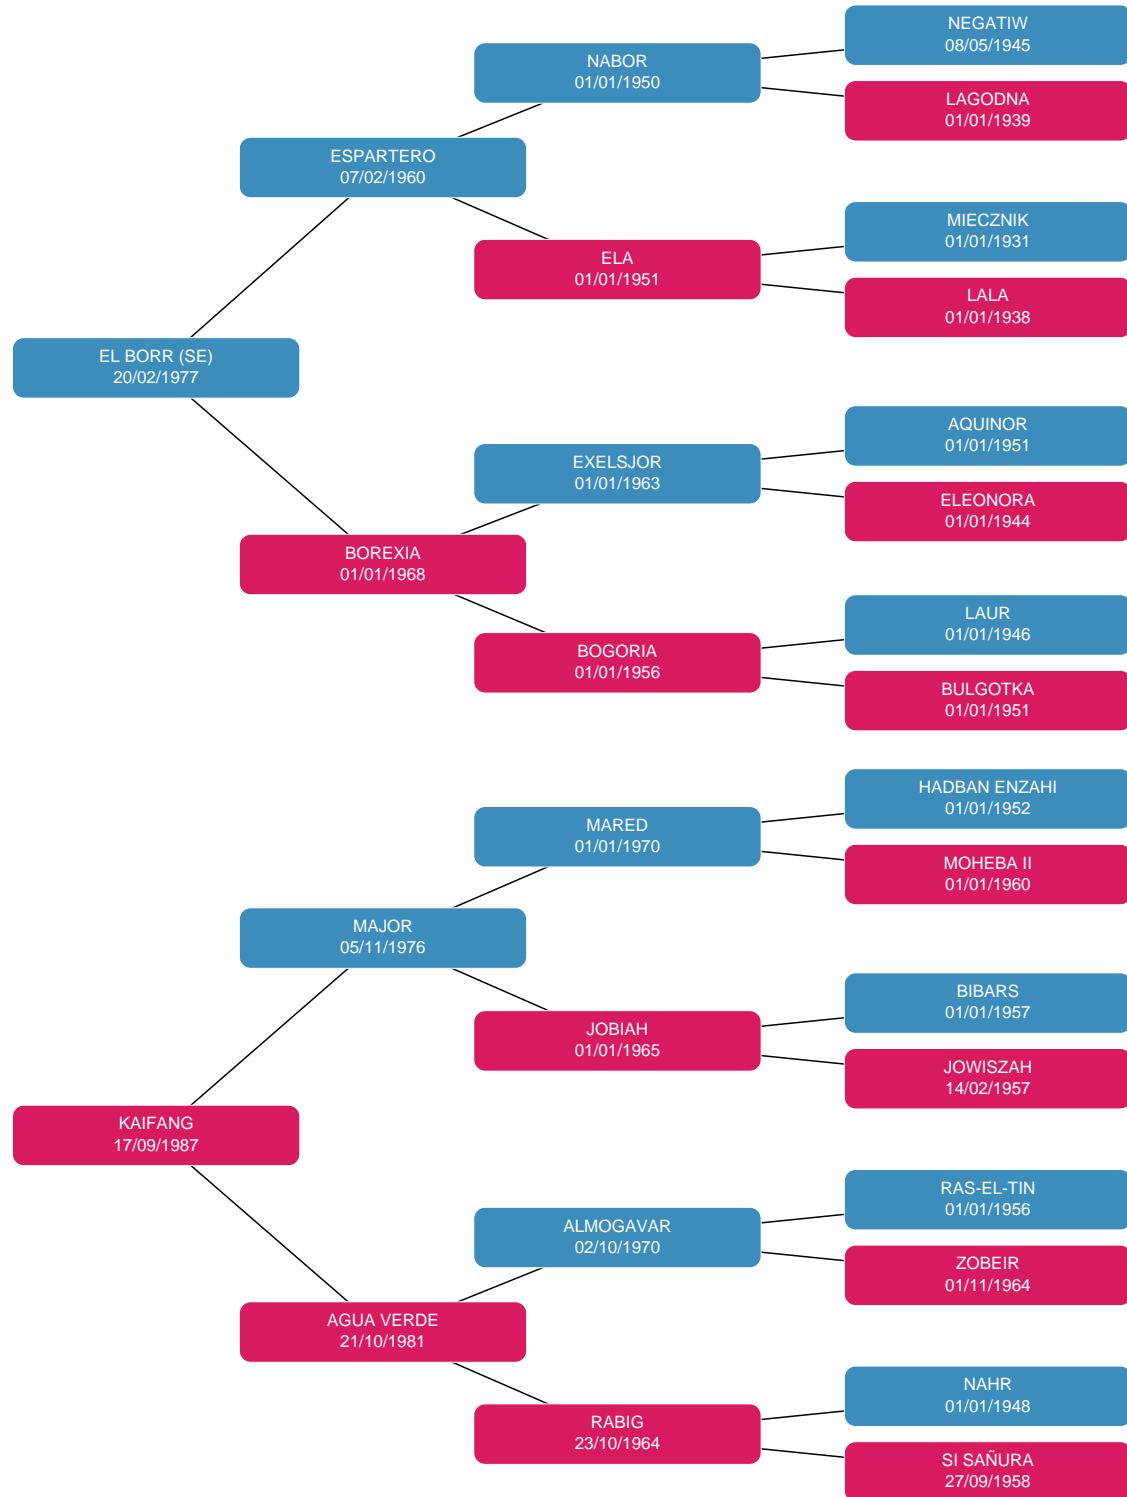 NEGATIW
08/05/1945
NABOR
01/01/1950
LAGODNA
01/01/1939
ESPARTERO
07/02/1960
MIECZNIK
01/01/1931
ELA
01/01/1951
LALA
01/01/1938
EL BORR (SE)
20/02/1977
AQUINOR
01/01/1951
EXELSJOR
01/01/1963
ELEONORA
01/01/1944
BOREXIA
01/01/1968
LAUR
01/01/1946
BOGORIA
01/01/1956
BULGOTKA
01/01/1951
HADBAN ENZAHI
01/01/1952
MARED
01/01/1970
MOHEBA II
01/01/1960
MAJOR
05/11/1976
BIBARS
01/01/1957
JOBIAH
01/01/1965
JOWISZAH
14/02/1957
KAIFANG
17/09/1987
RAS-EL-TIN
01/01/1956
ALMOGAVAR
02/10/1970
ZOBEIR
01/11/1964
AGUA VERDE
21/10/1981
NAHR
01/01/1948
RABIG
23/10/1964
SI SAÑURA
27/09/1958